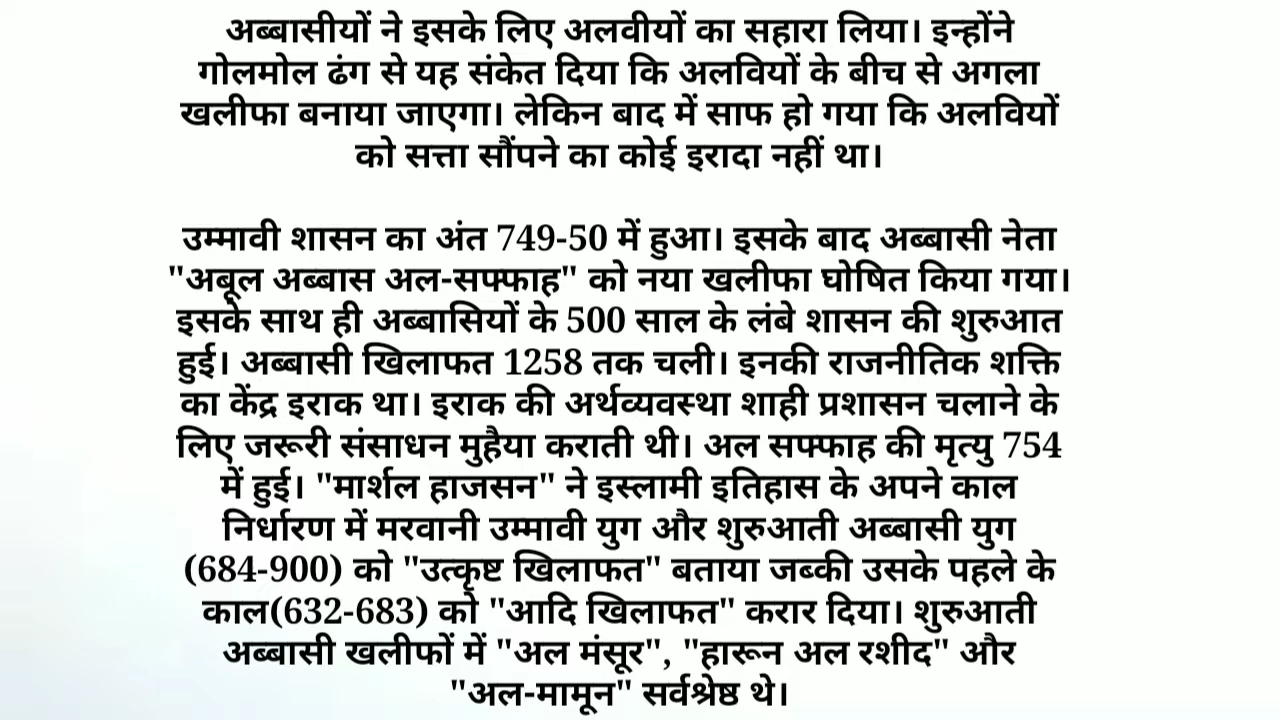 अब्बासीयों ने इसके लिए अलवीयों का सहारा लिया। इन्होंने
गोलमोल ढंग से यह संकेत दिया कि अलवियों के बीच से अगला
खलीफा बनाया जाएगा। लेकिन बाद में साफ हो गया कि अलवियों
को सत्ता सौंपने का कोई इरादा नहीं था।
उम्मावी शासन का अंत 749-50 में हुआ। इसके बाद अब्बासी नेता
"अबूल अब्बास अल-सफ्फाह" को नया खलीफा घोषित किया गया।
इसके साथ ही अब्बासियों के 500 साल के लंबे शासन की शुरुआत
हुई। अब्बासी खिलाफत 1258 तक चली। इनकी राजनीतिक शक्ति
का केंद्र इराक था। इराक की अर्थव्यवस्था शाही प्रशासन चलाने के
लिए जरूरी संसाधन मुहैया कराती थी। अल सफ्फाह की मृत्यु 754
में हुई। "मार्शल हाजसन" ने इस्लामी इतिहास के अपने काल
निर्धारण में मरवानी उम्मावी युग और शुरुआती अब्बासी युग
(684-900) को "उत्कृष्ट खिलाफत" बताया जब्की उसके पहले के
काल(632-683) को "आदि खिलाफत" करार दिया। शुरुआती
अब्बासी खलीफों में "अल मंसूर", "हारून अल रशीद" और
"अल-मामून" सर्वश्रेष्ठ थे।